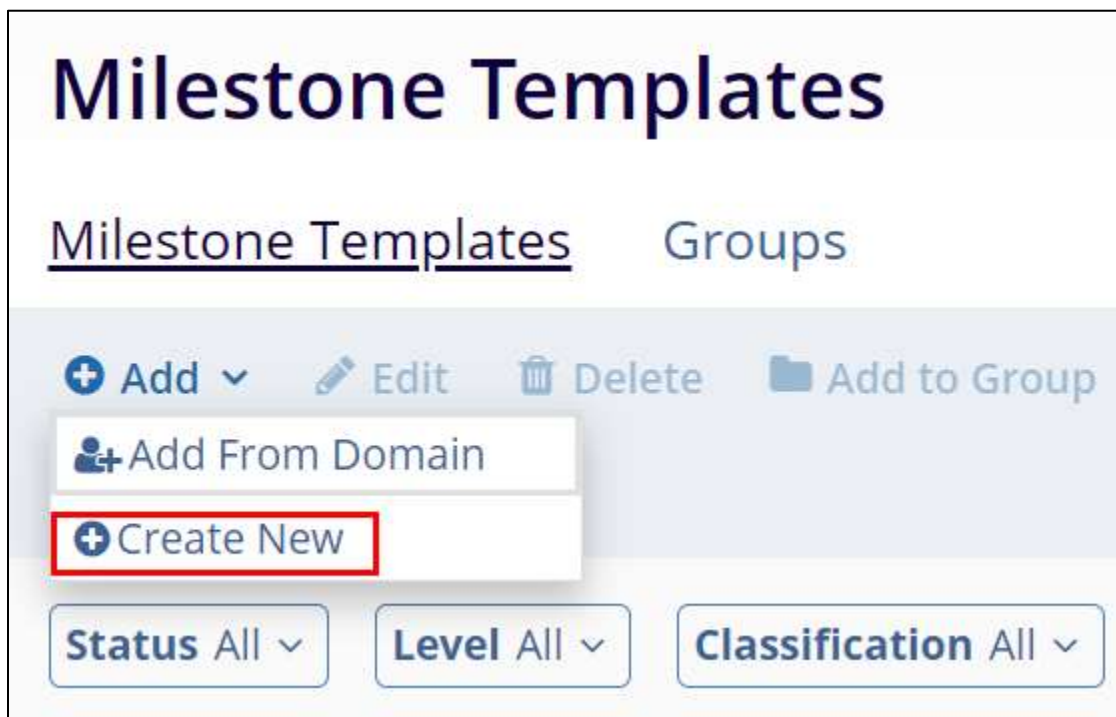 Milestone Templates
Milestone Templates Groups
Add Edit Delete Add to Group
Add From Domain
Create New
Status All Level All Classification All